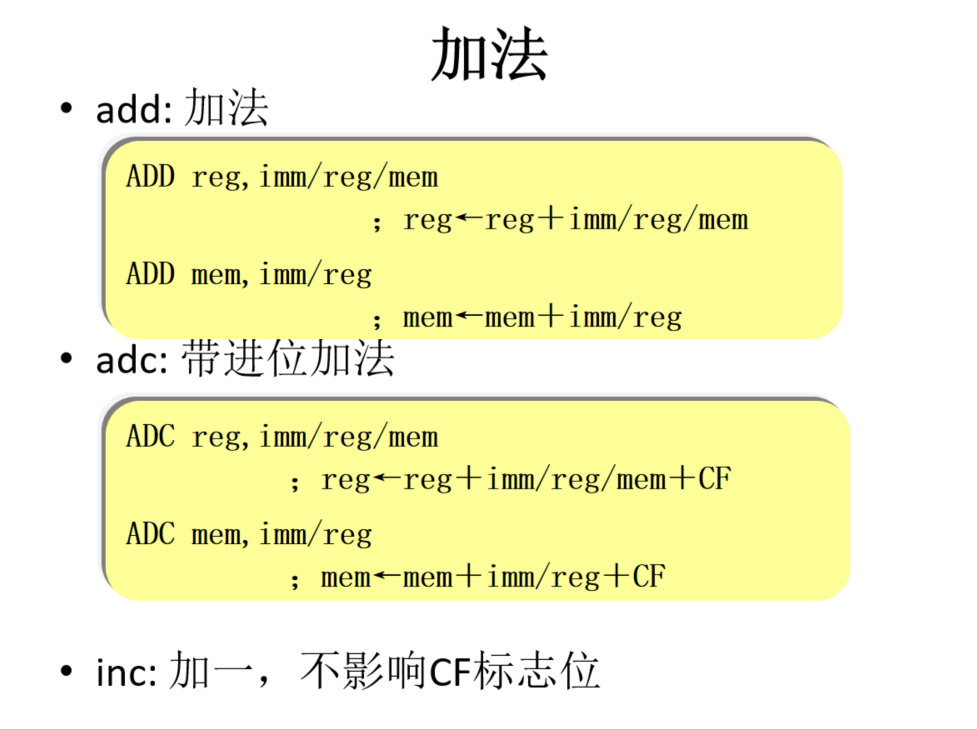 加法
• add: 加法
ADD reg,imm/reg/mem
；reg←reg＋imm/reg/mem
ADD mem,imm/reg
；mem←mem＋imm/reg
• adc: 带进位加法
ADC reg,imm/reg/mem
；reg←reg＋imm/reg/mem＋CF
ADC mem,imm/reg
；mem←mem＋imm/reg＋CF
• inc: 加一，不影响CF标志位